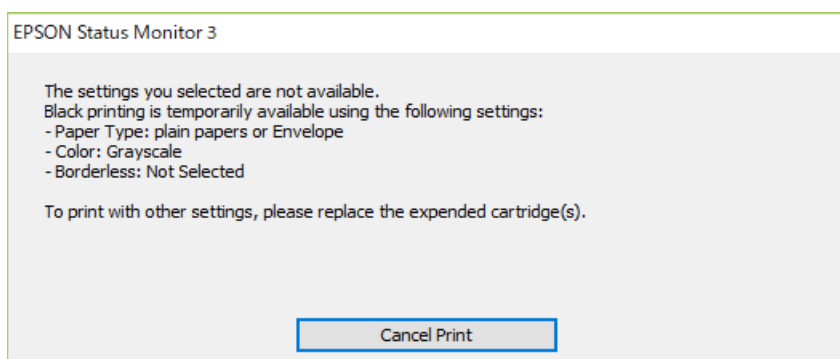 EPSON Status Monitor 3
The settings you selected are not available.
Black printing is temporarily available using the following settings:
- Paper Type: plain papers or Envelope
- Color: Grayscale
- Borderless: Not Selected
To print with other settings, please replace the expended cartridge(s).
Cancel Print